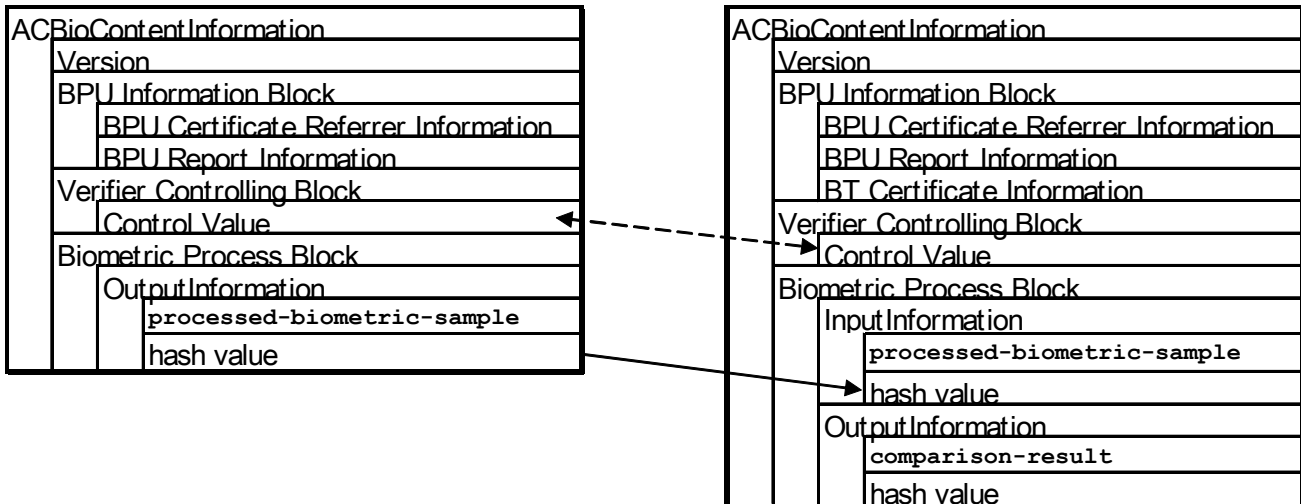 ACBioContentInformation
Version
BPU Information Block
BPU Certificate Referrer Information
BPU Report Information
Verifier Controlling Block
Control Value
Biometric Process Block
OutputInformation
processed-biometric-sample
hash value
ACBioContentInformation
Version
BPU Information Block
BPU Certificate Referrer Information
BPU Report Information
BT Certificate Information
Verifier Controlling Block
Control Value
Biometric Process Block
InputInformation
processed-biometric-sample
hash value
OutputInformation
comparison-result
hash value